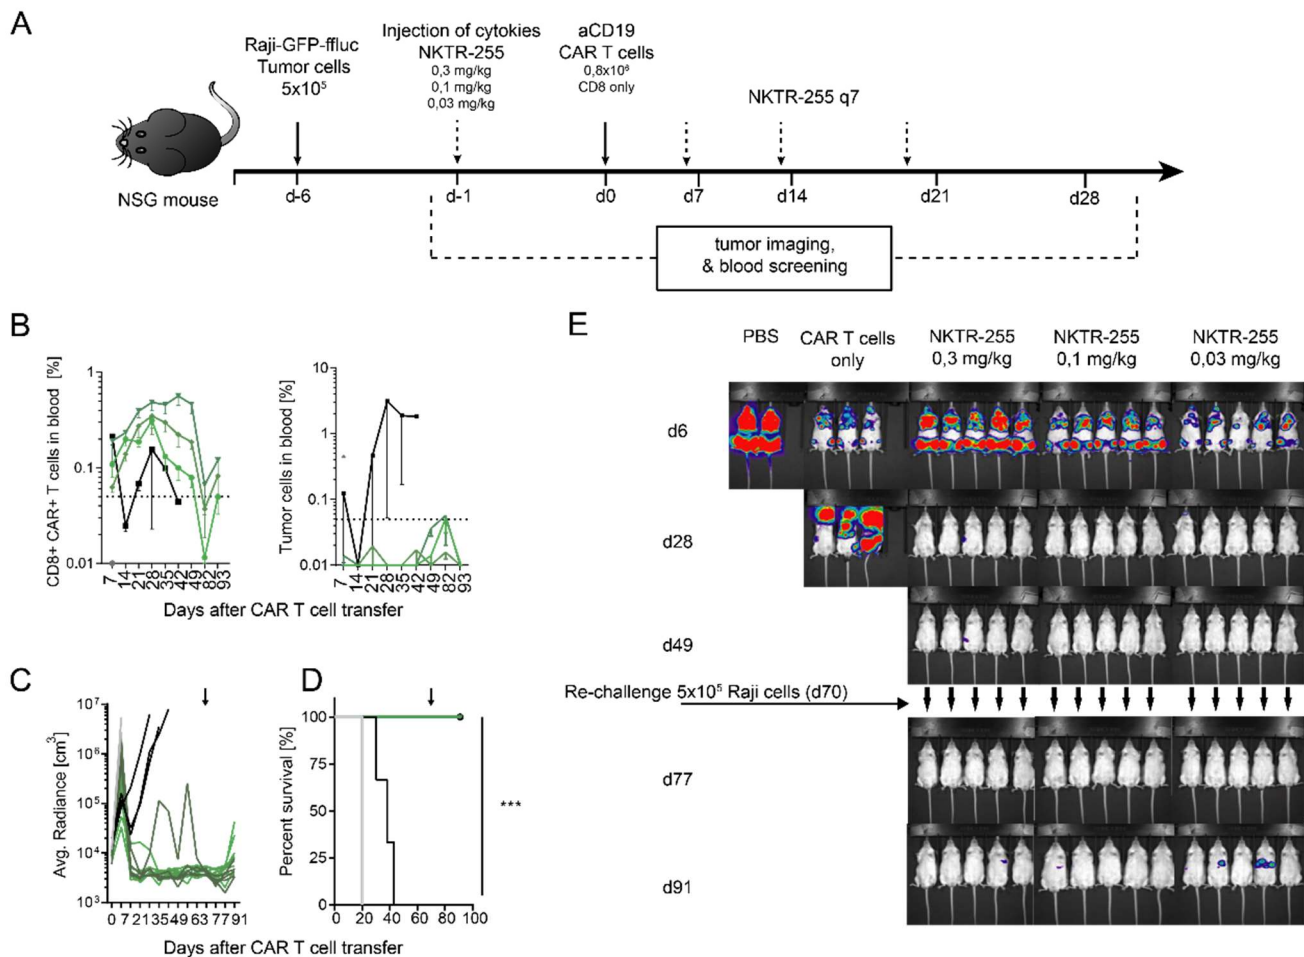 A
Raji-GFP-ffluc
Tumor cells
5x10⁵
Injection of cytokies
NKTR-255
0,3 mg/kg
0,1 mg/kg
0,03 mg/kg
aCD19
CAR T cells
0,8x10⁶
CD8 only
NKTR-255 q7
NSG mouse
d-6
d-1
d0
d7
d14
d21
d28
tumor imaging,
& blood screening
B
CD8+ CAR+ T cells in blood [%]
1
0.1
0.01
7 14 21 28 35 42 49 82 93
Tumor cells in blood [%]
10
1
0.1
0.01
7 14 21 28 35 42 49 82 93
Days after CAR T cell transfer
C
Avg. Radiance [cm³]
10⁷
10⁶
10⁵
10⁴
10³
0 7 21 35 49 63 77 91
D
Percent survival [%]
100
75
50
25
0
0 20 40 60 80 100
***
Days after CAR T cell transfer
E
PBS
CAR T cells
only
NKTR-255
0,3 mg/kg
NKTR-255
0,1 mg/kg
NKTR-255
0,03 mg/kg
d6
d28
d49
Re-challenge 5x10⁵ Raji cells (d70)
d77
d91